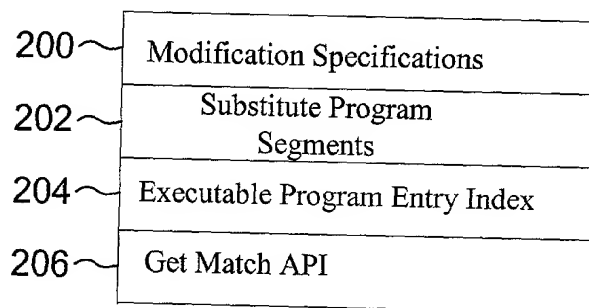 200 Modification Specifications
202 Substitute Program
Segments
204 Executable Program Entry Index
206 Get Match API